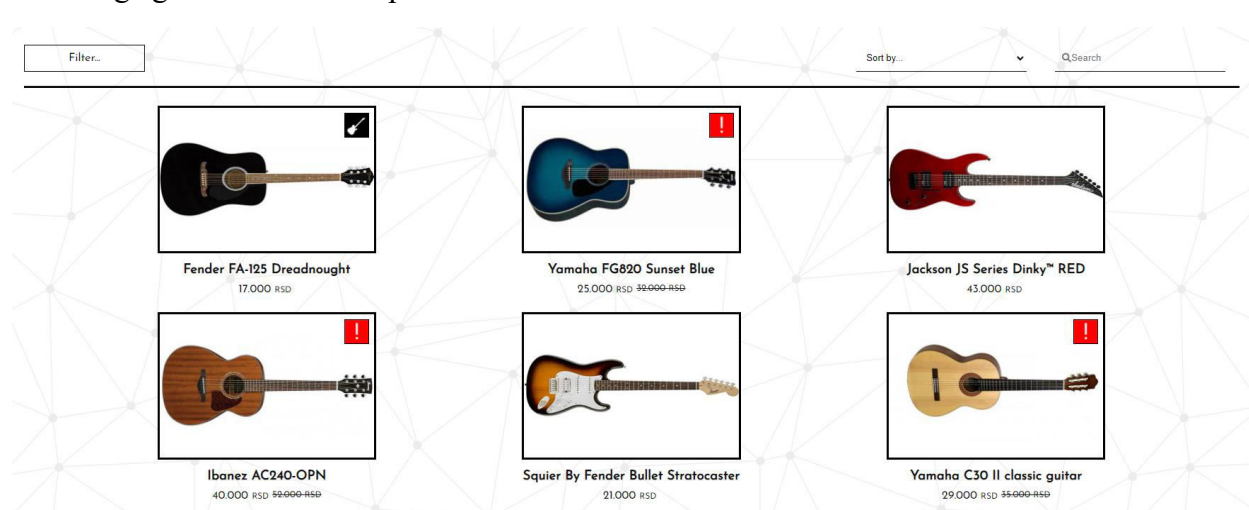 Filter...
Sort by...
Search
!
Fender FA-125 Dreadnought
Yamaha FG820 Sunset Blue
Jackson JS Series Dinky™ RED
17.000 RSD
25.000 RSD 32.000 RSD
43.000 RSD
!
!
Ibanez AC240-OPN
Squier By Fender Bullet Stratocaster
Yamaha C30 II classic guitar
40.000 RSD 52.000 RSD
21.000 RSD
29.000 RSD 35.000 RSD